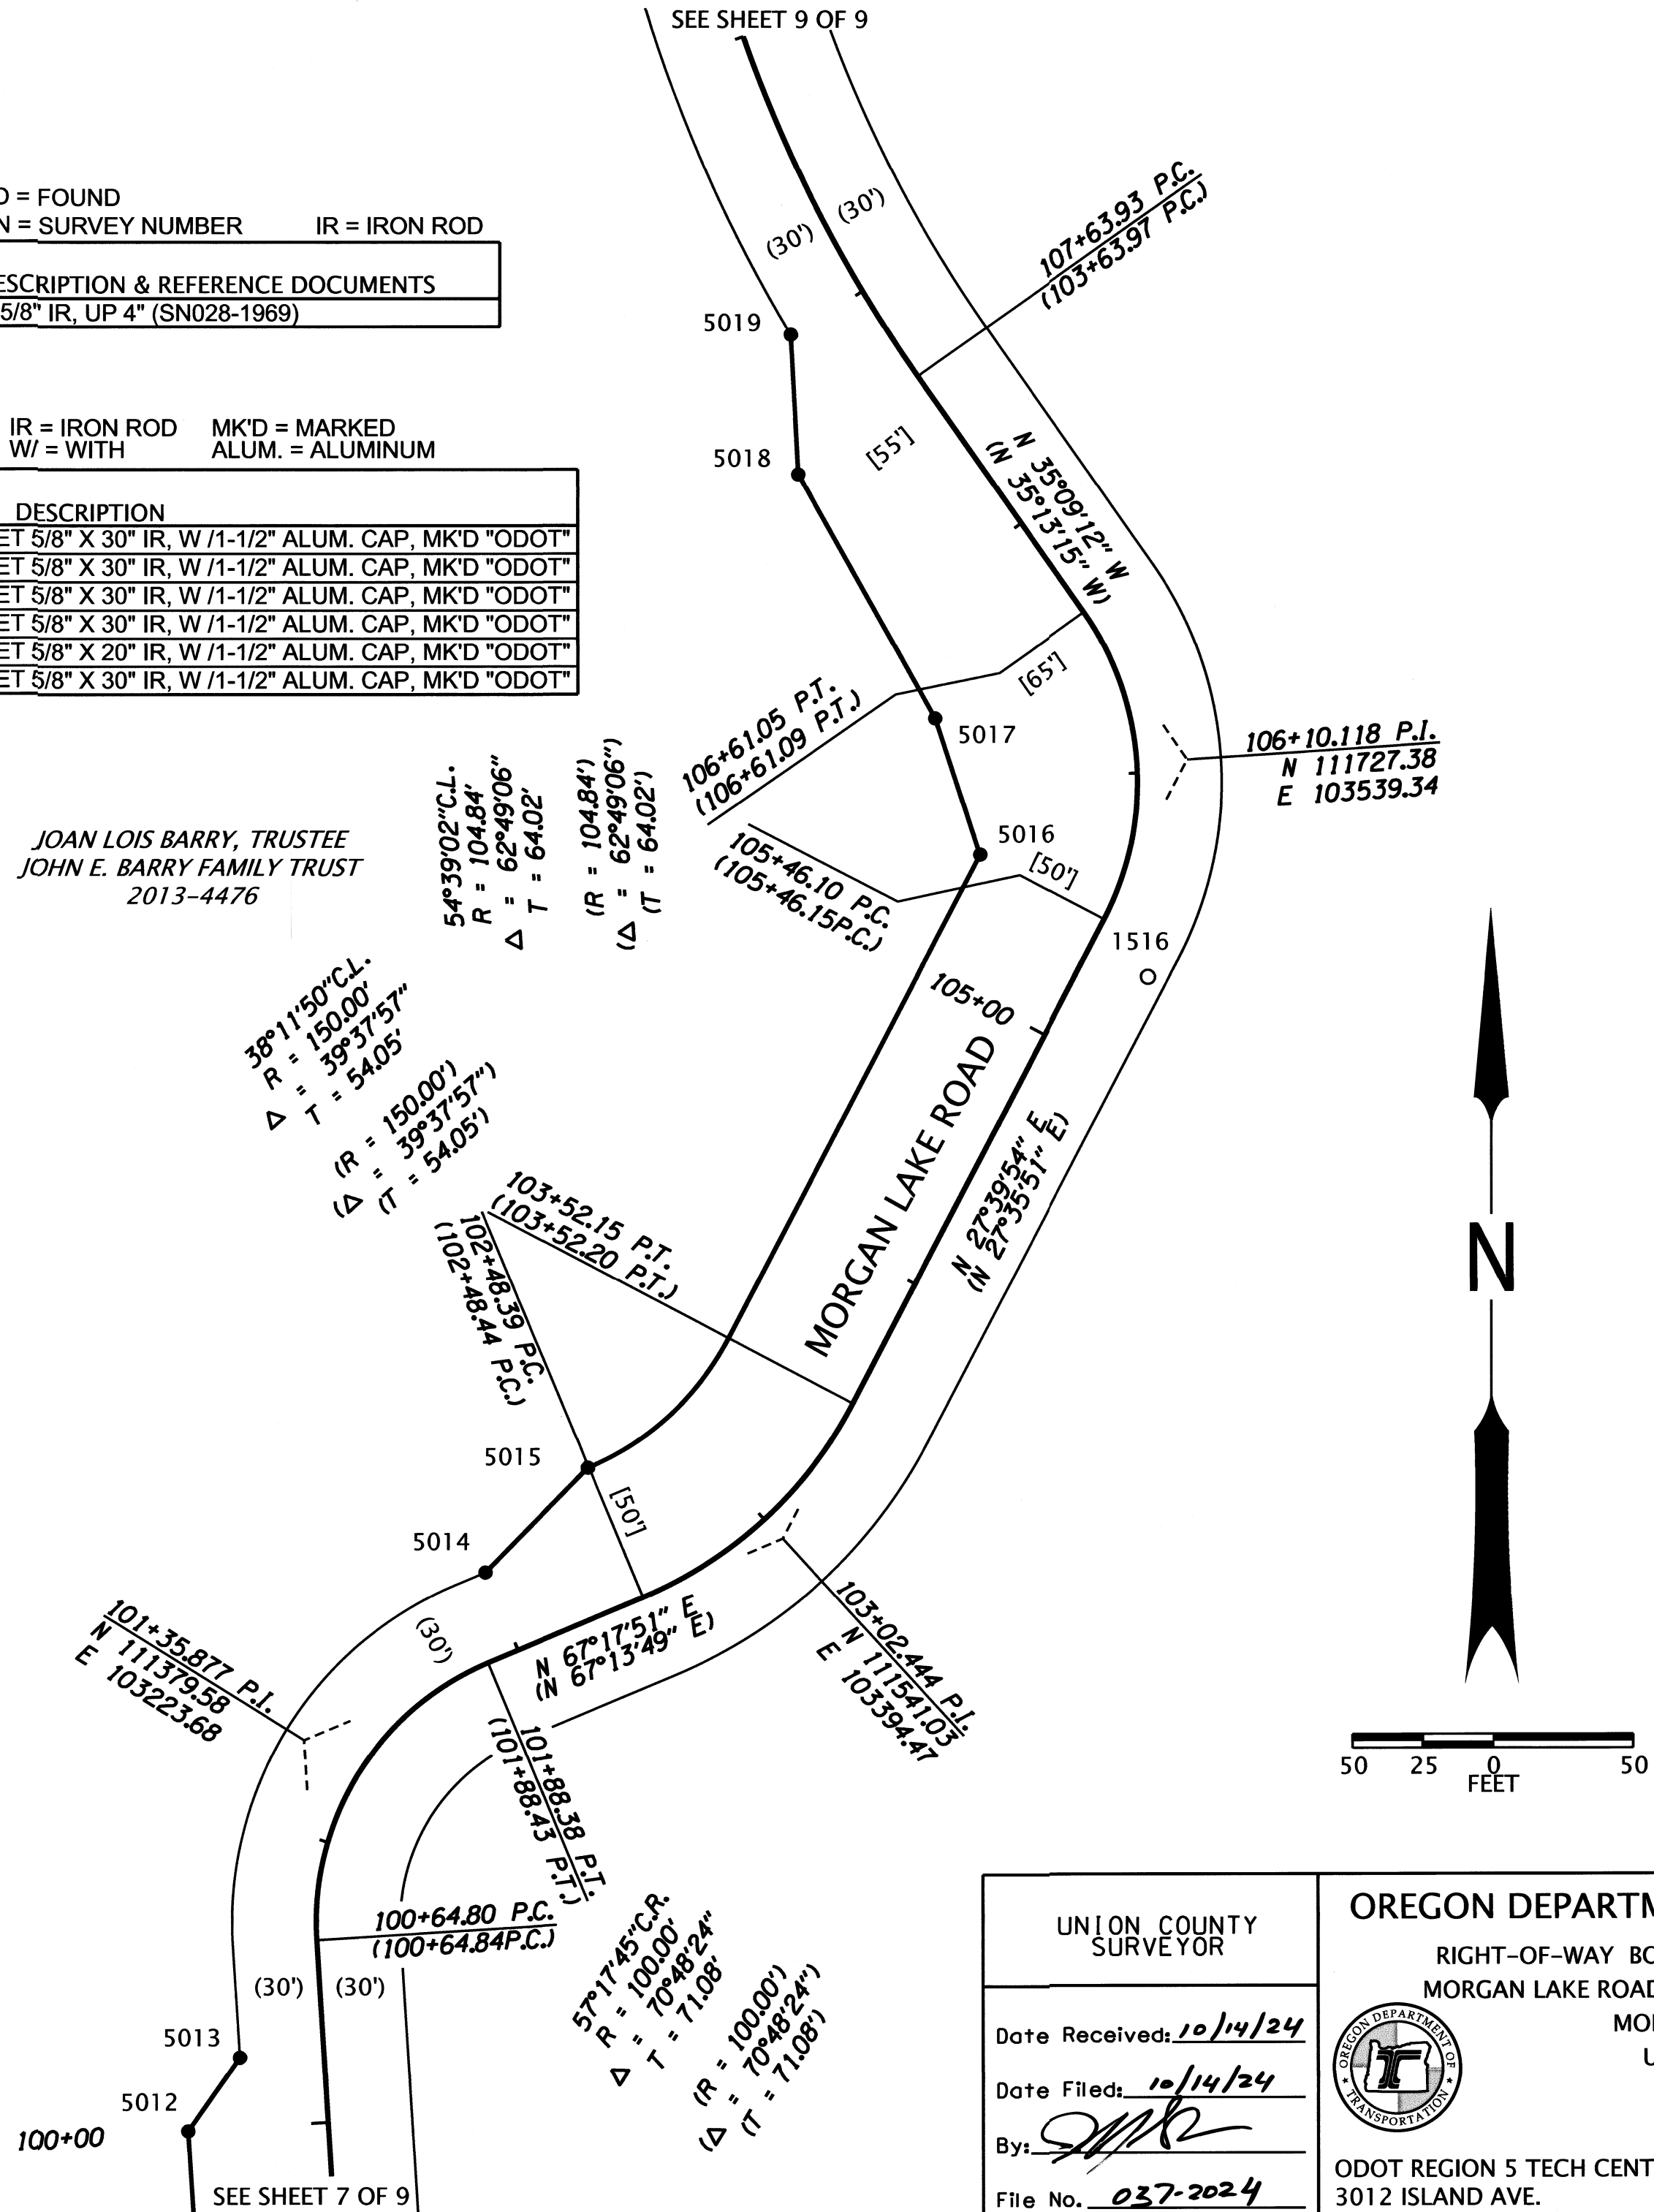 SEE SHEET 9 OF 9
D = FOUND
N = SURVEY NUMBER IR = IRON ROD
ESCRIPTION & REFERENCE DOCUMENTS
5/8" IR, UP 4" (SN028-1969)
IR = IRON ROD MK'D = MARKED
W/ = WITH ALUM. = ALUMINUM
DESCRIPTION
ET 5/8" X 30" IR, W /1-1/2" ALUM. CAP, MK'D "ODOT"
ET 5/8" X 30" IR, W /1-1/2" ALUM. CAP, MK'D "ODOT"
ET 5/8" X 30" IR, W /1-1/2" ALUM. CAP, MK'D "ODOT"
ET 5/8" X 30" IR, W /1-1/2" ALUM. CAP, MK'D "ODOT"
ET 5/8" X 20" IR, W /1-1/2" ALUM. CAP, MK'D "ODOT"
ET 5/8" X 30" IR, W /1-1/2" ALUM. CAP, MK'D "ODOT"
(30')
(30')
107+63.93 P.C.
(103+63.97 P.C.)
5019
5018
[55']
N 35°09'12" W
(N 35°13'15" W)
[65']
106+61.05 P.T.
(106+61.09 P.T.)
5017
106+10.118 P.I.
N 111727.38
E 103539.34
JOAN LOIS BARRY, TRUSTEE
JOHN E. BARRY FAMILY TRUST
2013-4476
54°39'02"C.L.
R = 104.84'
Δ = 62°49'06"
T = 64.02'
(R = 104.84')
(Δ = 62°49'06")
(T = 64.02')
5016
105+46.10 P.C.
(105+46.15P.C.)
[50']
1516
105+00
MORGAN LAKE ROAD
N 27°39'54" E
(N 27°35'51" E)
38°11'50"C.L.
R = 150.00'
Δ = 39°37'57"
T = 54.05'
(R = 150.00')
(Δ = 39°37'57")
(T = 54.05')
103+52.15 P.T.
(103+52.20 P.T.)
102+48.39 P.C.
(102+48.44 P.C.)
5015
[50']
5014
(30')
N 67°17'51" E
(N 67°13'49" E)
103+02.444 P.I.
N 111541.03
E 103394.47
101+35.877 P.I.
N 111379.58
E 103223.68
101+88.38 P.T.
(101+88.43 P.T.)
100+64.80 P.C.
(100+64.84P.C.)
57°17'45"C.R.
R = 100.00'
Δ = 70°48'24"
T = 71.08'
(R = 100.00')
(Δ = 70°48'24")
(T = 71.08')
(30')
(30')
5013
5012
100+00
SEE SHEET 7 OF 9
N
50 25 0 50
FEET
UNION COUNTY
SURVEYOR
Date Received: 10/14/24
Date Filed: 10/14/24
By:
File No. 037-2024
OREGON DEPARTM
RIGHT-OF-WAY BO
MORGAN LAKE ROAD
MO
U
OREGON DEPARTMENT OF
TRANSPORTATION
ODOT REGION 5 TECH CENT
3012 ISLAND AVE.